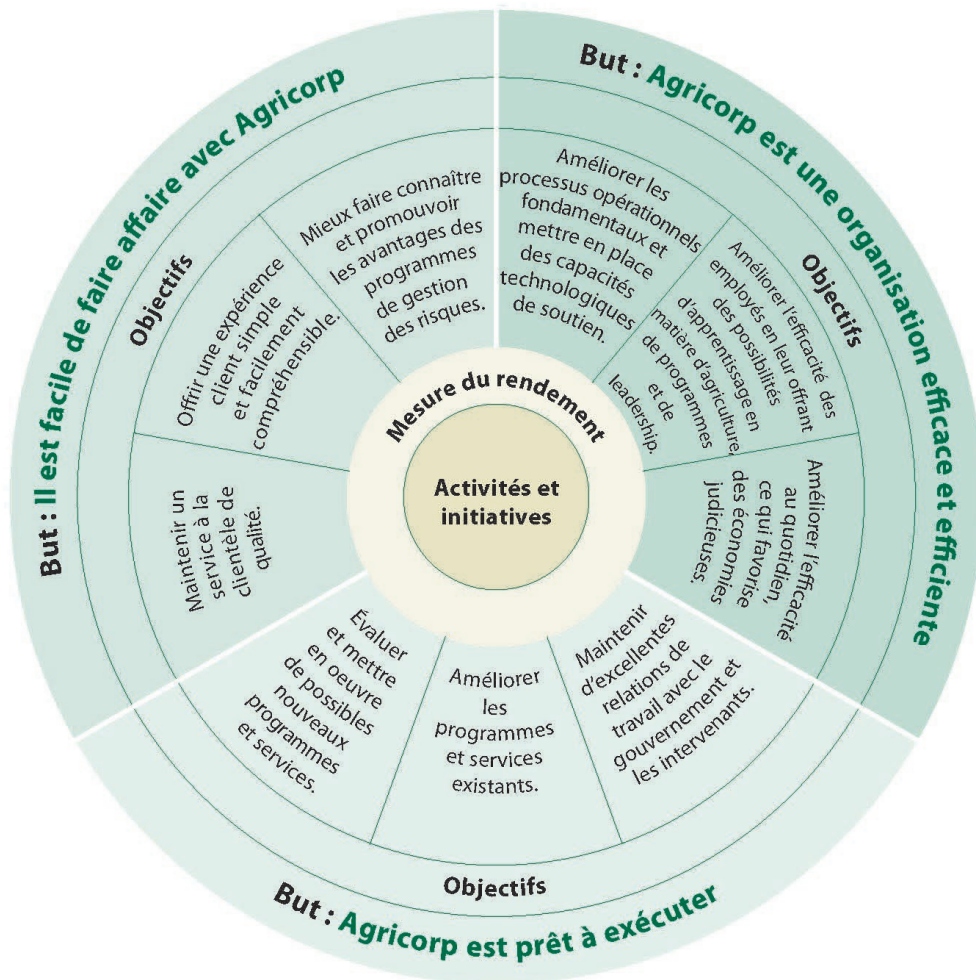 But : Il est facile de faire affaire avec Agricorp
Objectifs
Maintenir un
service à la
clientèle de
qualité.
Offrir une expérience
client simple
et facilement
compréhensible.
Mieux faire connaître
et promouvoir
les avantages des
programmes
de gestion
des risques.
But : Agricorp est une organisation efficace et efficiente
Objectifs
Améliorer les
processus opérationnels
fondamentaux et
mettre en place
des capacités
technologiques
de soutien.
Améliorer l'efficacité des
employés en leur offrant
des possibilités
d'apprentissage en
matière d'agriculture,
de programmes
et de
leadership.
Améliorer l'efficacité
au quotidien,
ce qui favorise
des économies
judicieuses.
Mesure du rendement
Activités et
initiatives
Évaluer
et mettre
en oeuvre
de possibles
nouveaux
programmes
et services.
Améliorer
les
programmes
et services
existants.
Maintenir
d'excellentes
relations de
travail avec le
gouvernement et
les intervenants.
Objectifs
But : Agricorp est prêt à exécuter